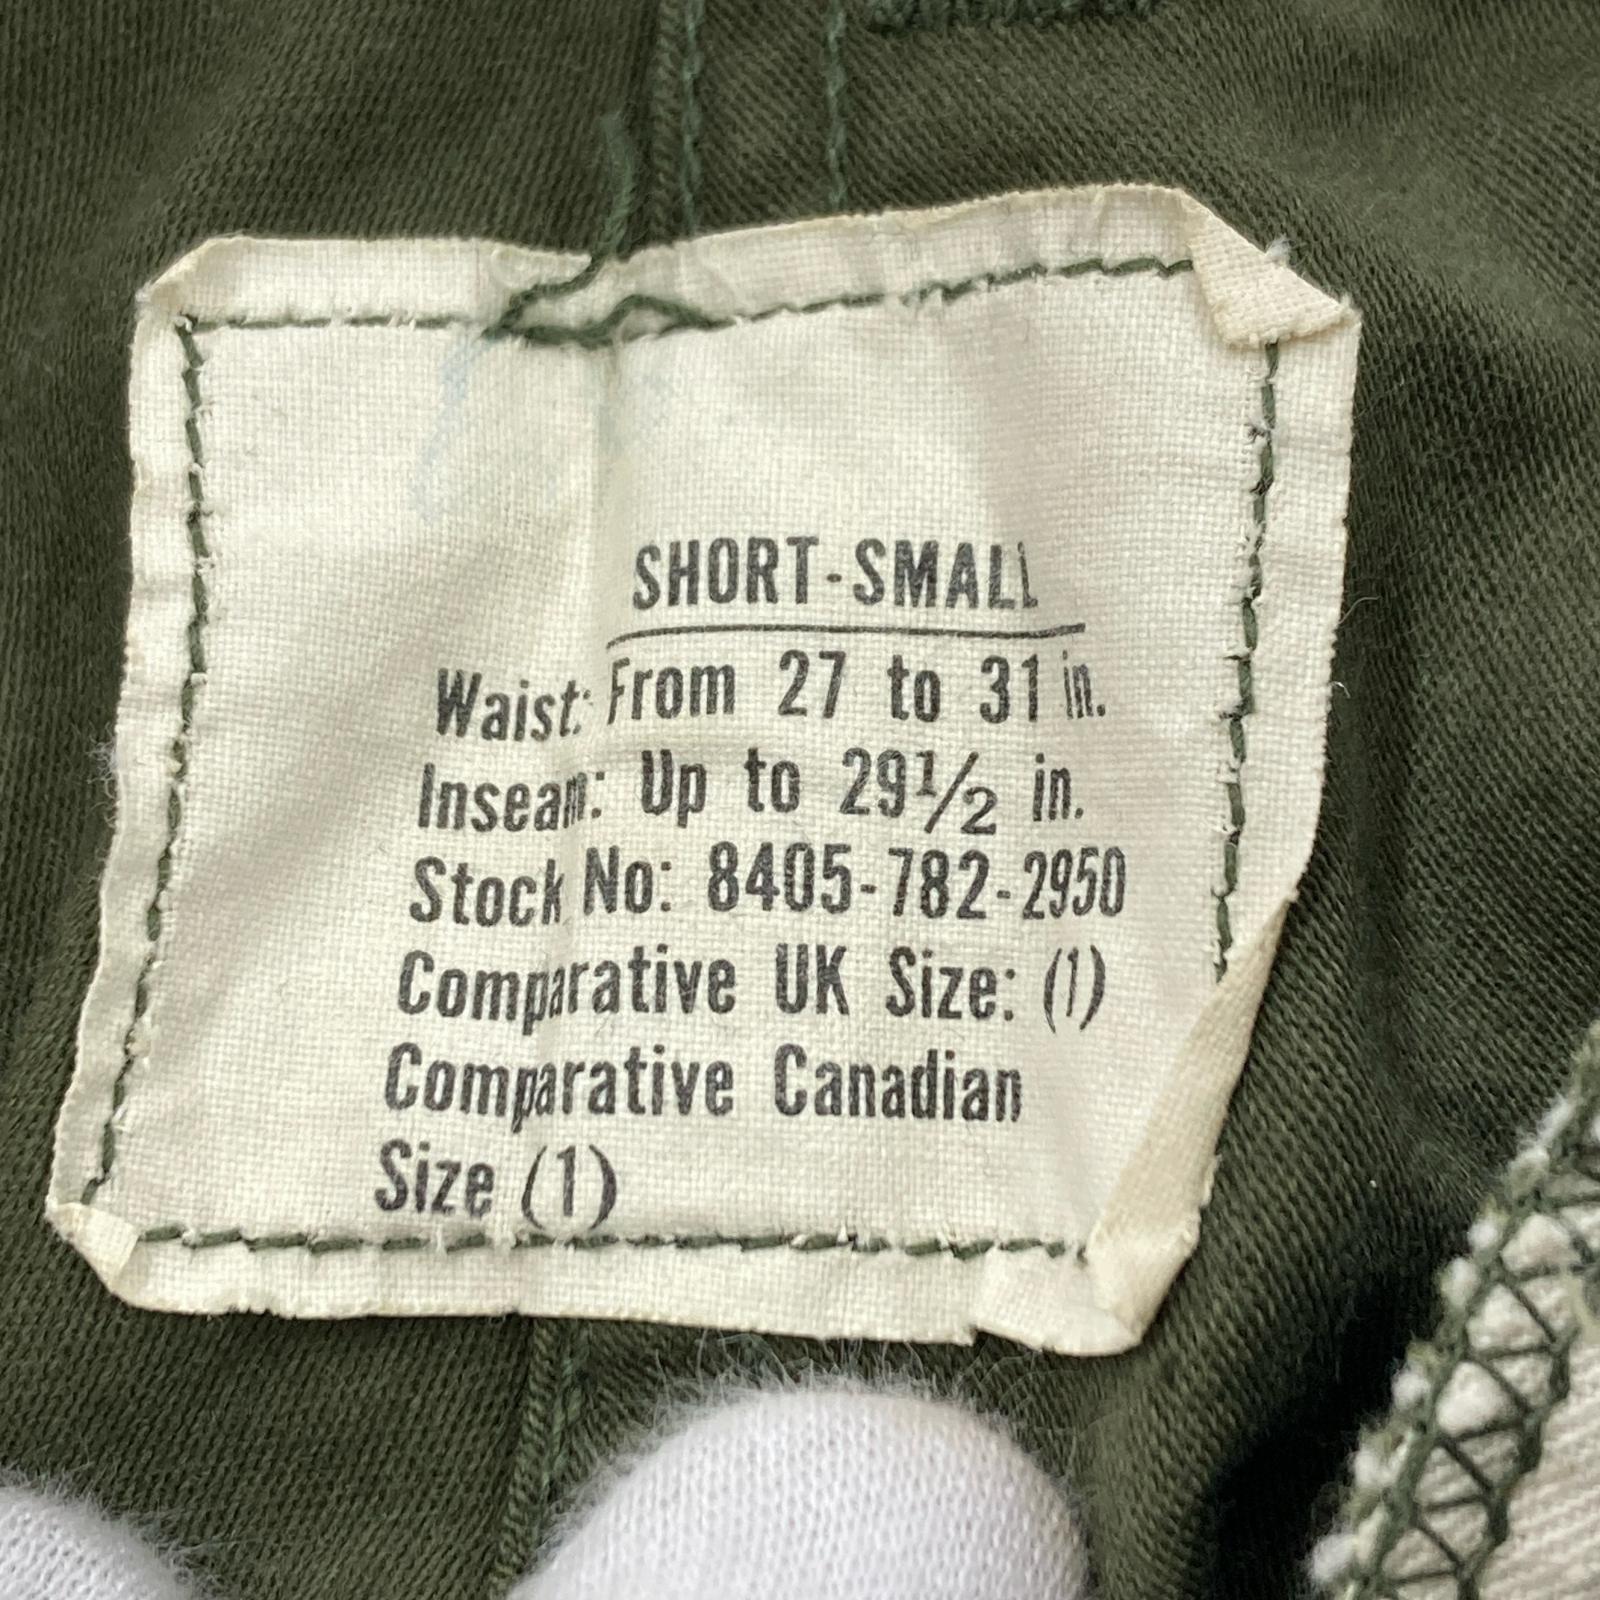 SHORT-SMALL
Waist: From 27 to 31 in.
Inseam: Up to 29½ in.
Stock No: 8405-782-2950
Comparative UK Size: (1)
Comparative Canadian
Size (1)